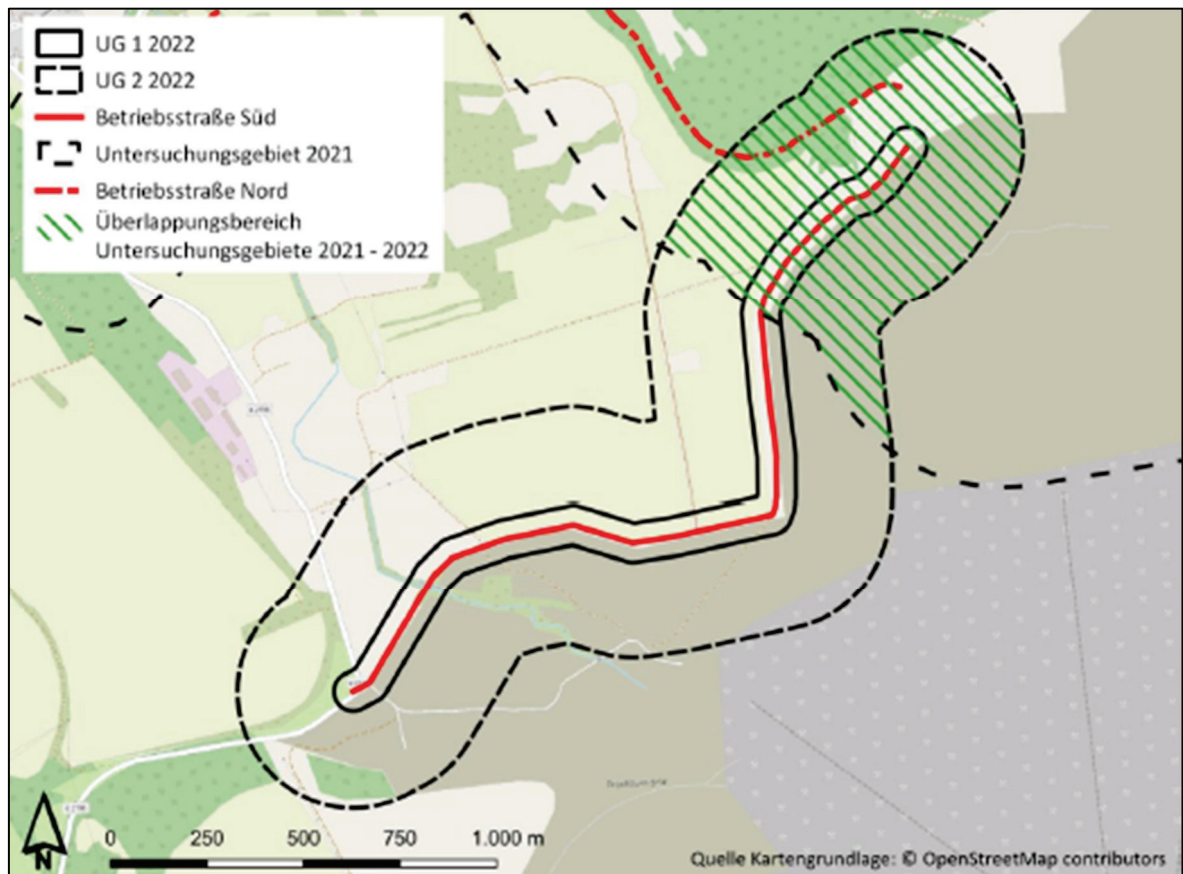 UG 1 2022
UG 2 2022
Betriebsstraße Süd
Untersuchungsgebiet 2021
Betriebsstraße Nord
Überlappungsbereich
Untersuchungsgebiete 2021 - 2022
N
0 250 500 750 1.000 m
Quelle Kartengrundlage: © OpenStreetMap contributors